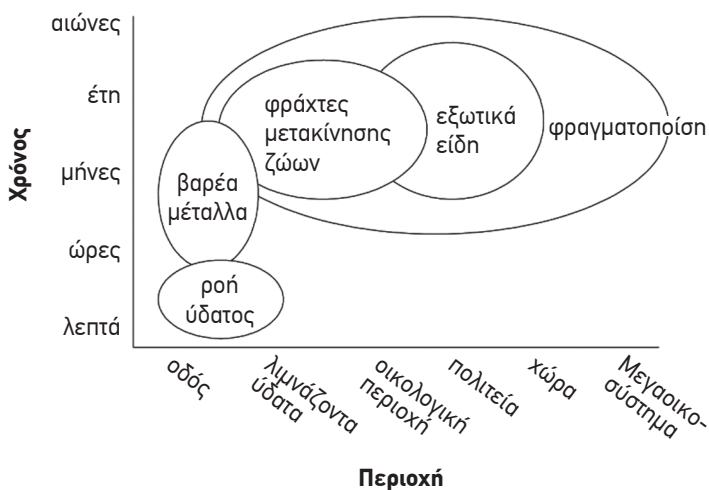 αιώνες
έτη
μήνες
ώρες
λεπτά
Χρόνος
φράχτες
μετακίνησης
ζώων
εξωτικά
είδη
φραγματοποίση
βαρέα
μέταλλα
ροή
ύδατος
οδός
λιμνάζοντα
ύδατα
οικολογική
περιοχή
πολιτεία
χώρα
Μεγαοικο-
σύστημα
Περιοχή